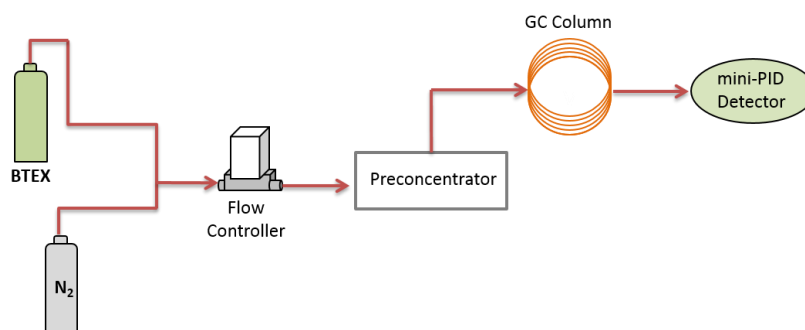 GC Column
mini-PID
Detector
BTEX
Preconcentrator
Flow
Controller
N₂